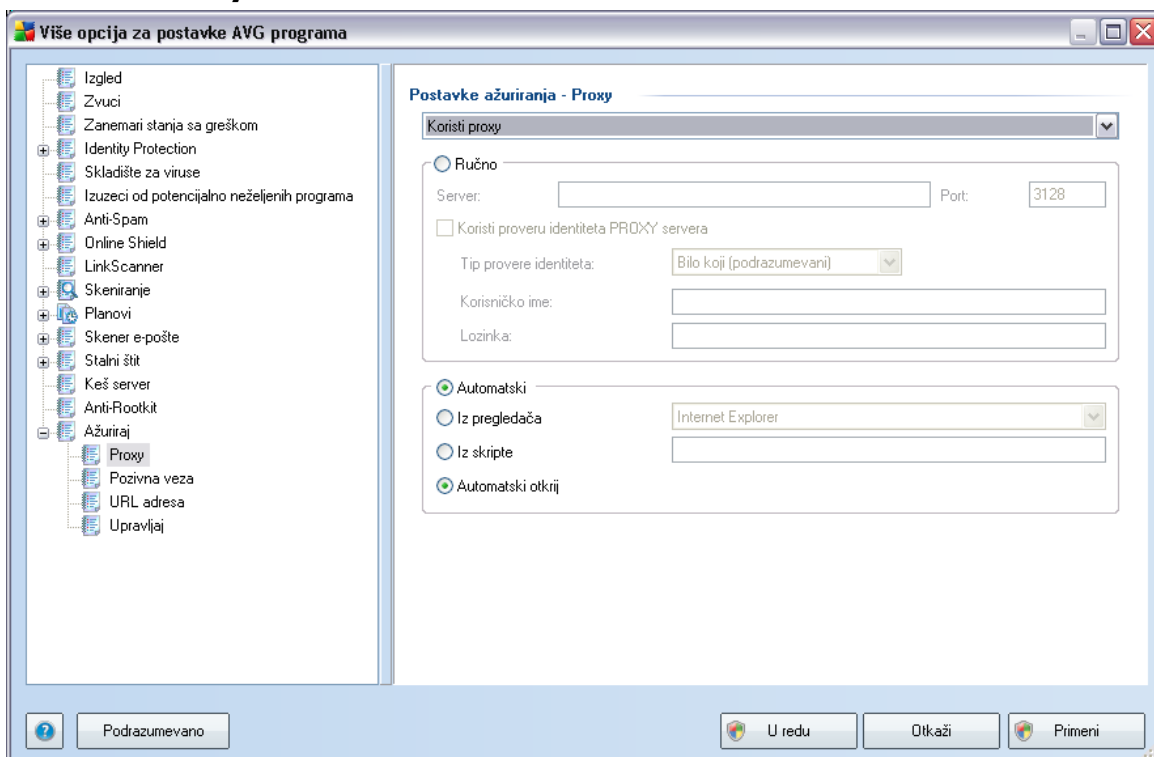 Više opcija za postavke AVG programa
Izgled
Zvuci
Zanemari stanja sa greškom
Identity Protection
Skladište za viruse
Izuzeci od potencijalno neželjenih programa
Anti-Spam
Online Shield
LinkScanner
Skeniranje
Planovi
Skener e-pošte
Stalni štit
Keš server
Anti-Rootkit
Ažuriraj
Proxy
Pozivna veza
URL adresa
Upravljaj
Postavke ažuriranja - Proxy
Koristi proxy
Ručno
Server: Port: 3128
Koristi proveru identiteta PROXY servera
Tip provere identiteta: Bilo koji (podrazumevani)
Korisničko ime:
Lozinka:
Automatski
Iz pregledača Internet Explorer
Iz skripte
Automatski otkrij
Podrazumevano U redu Otkaži Primeni